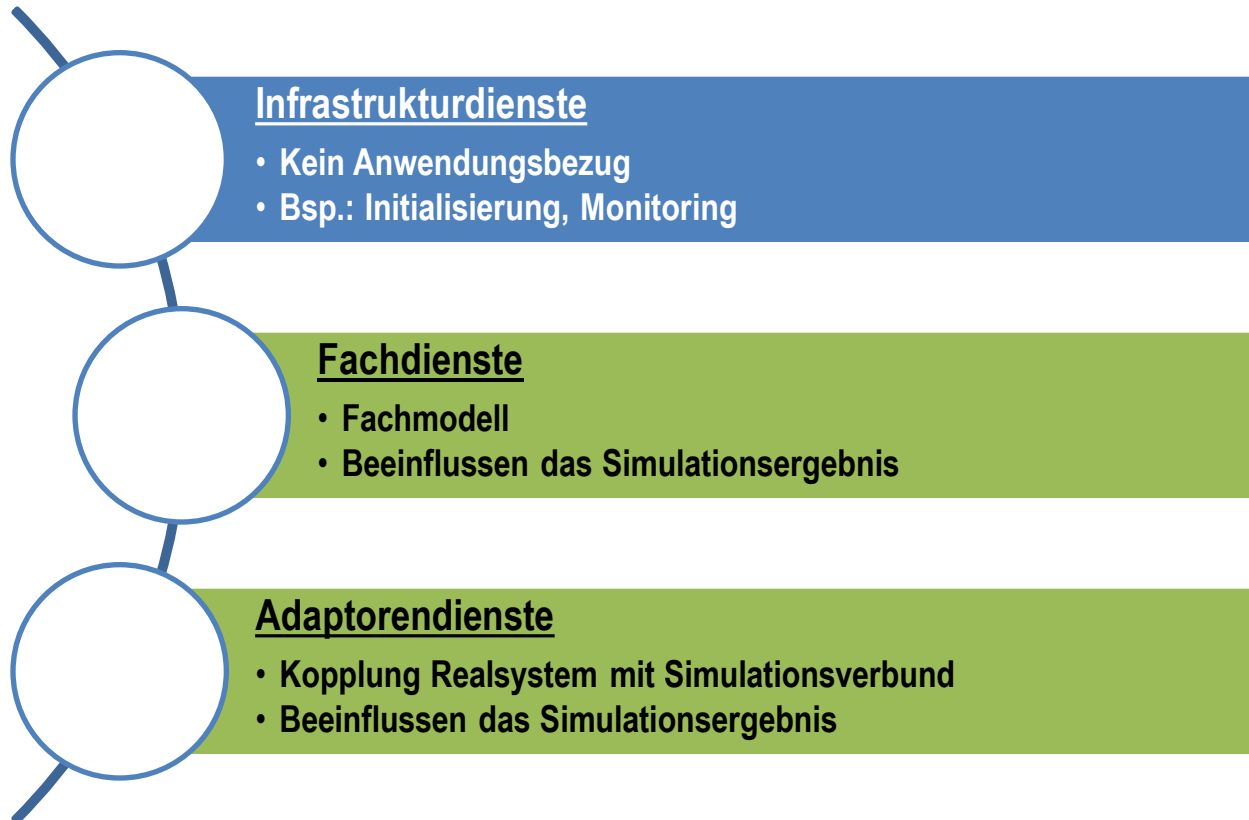 Infrastrukturdienste
• Kein Anwendungsbezug
• Bsp.: Initialisierung, Monitoring
Fachdienste
• Fachmodell
• Beeinflussen das Simulationsergebnis
Adaptorendienste
• Kopplung Realsystem mit Simulationsverbund
• Beeinflussen das Simulationsergebnis